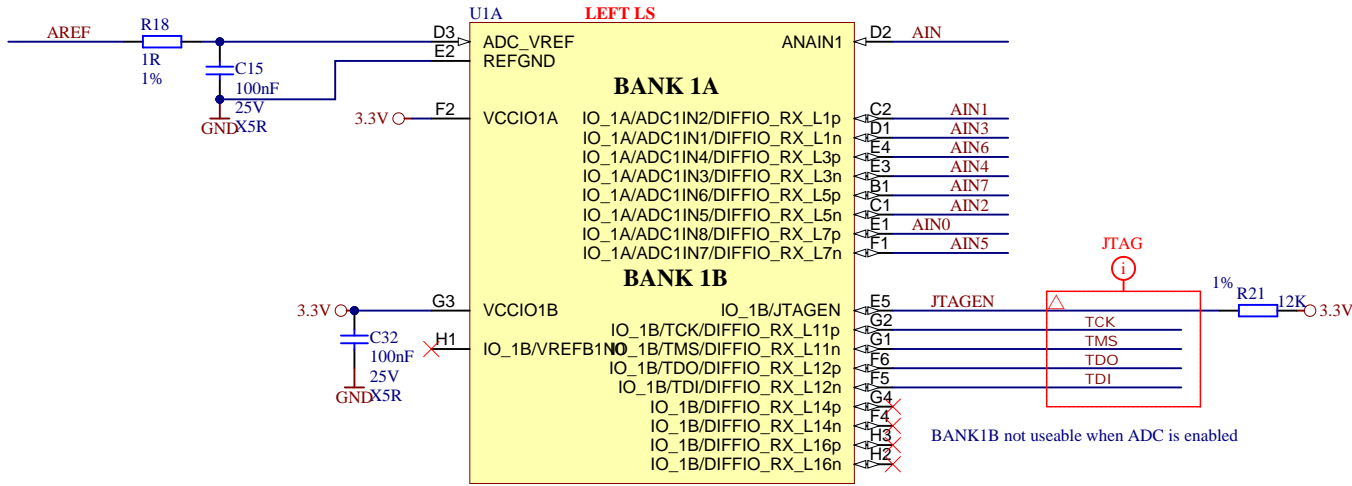 U1A LEFT LS
AREF R18 D3 ADC_VREF ANAIN1 D2 AIN
1R
1%
E2 REFGND
C15
100nF
25V
X5R
GND
BANK 1A
3.3V F2 VCCIO1A IO_1A/ADC1IN2/DIFFIO_RX_L1p C2 AIN1
IO_1A/ADC1IN1/DIFFIO_RX_L1n D1 AIN3
IO_1A/ADC1IN4/DIFFIO_RX_L3p E4 AIN6
IO_1A/ADC1IN3/DIFFIO_RX_L3n E3 AIN4
IO_1A/ADC1IN6/DIFFIO_RX_L5p B1 AIN7
IO_1A/ADC1IN5/DIFFIO_RX_L5n C1 AIN2
IO_1A/ADC1IN8/DIFFIO_RX_L7p E1 AIN0
IO_1A/ADC1IN7/DIFFIO_RX_L7n F1 AIN5
BANK 1B
JTAG
i
3.3V G3 VCCIO1B IO_1B/JTAGEN E5 JTAGEN
1%
R21
12K
3.3V
C32
100nF
25V
X5R
GND
IO_1B/TCK/DIFFIO_RX_L11p G2 TCK
H1 IO_1B/VREFB1N0 IO_1B/TMS/DIFFIO_RX_L11n G1 TMS
IO_1B/TDO/DIFFIO_RX_L12p F6 TDO
IO_1B/TDI/DIFFIO_RX_L12n F5 TDI
IO_1B/DIFFIO_RX_L14p G4
IO_1B/DIFFIO_RX_L14n F4
IO_1B/DIFFIO_RX_L16p H3
IO_1B/DIFFIO_RX_L16n H2
BANK1B not useable when ADC is enabled